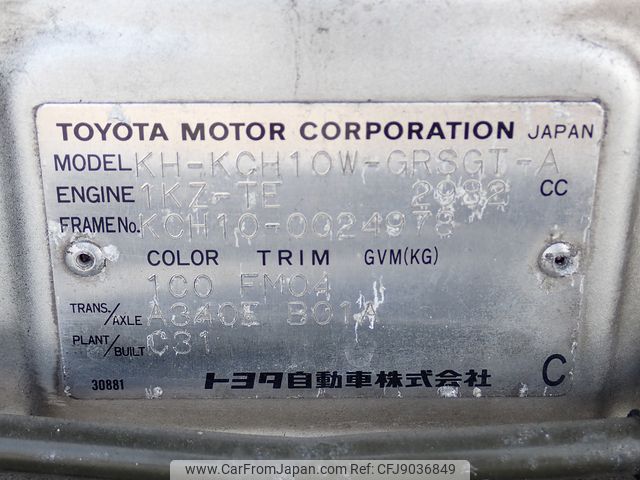 TOYOTA MOTOR CORPORATION JAPAN
MODEL KH-KCH10W-GRSGT-A
ENGINE 1KZ-TE 2982 CC
FRAME No. KCH10-0024978
COLOR TRIM GVM(KG)
1C0 FM04
TRANS./AXLE A340E B01A
PLANT/BUILT C31
30881 トヨタ自動車株式会社 C
www.CarFromJapan.com | ©CFJ9036849